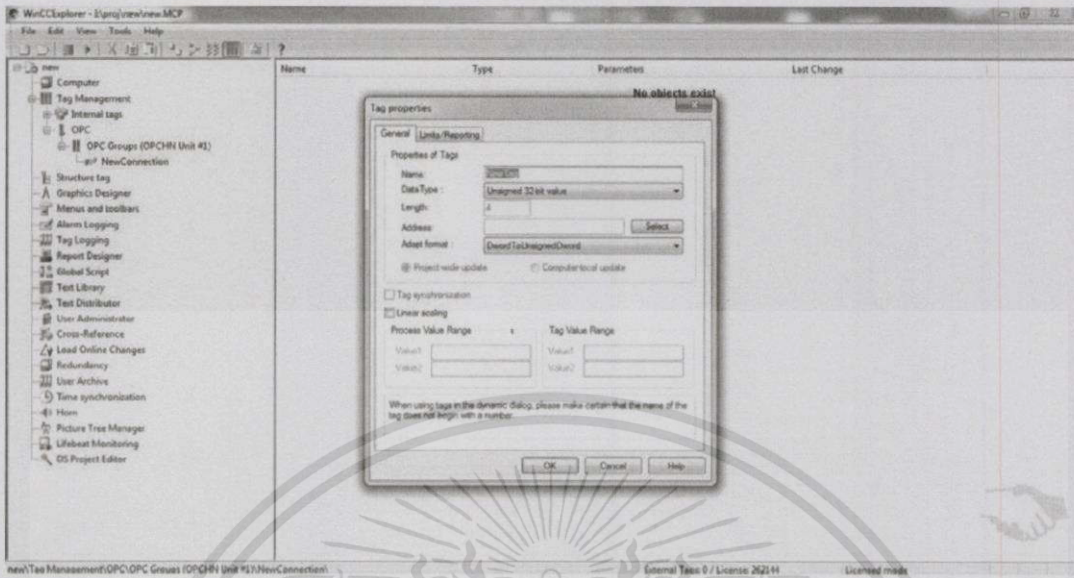 WinCCExplorer - E:\proj\new\new.MCP
File Edit View Tools Help
new
Computer
Tag Management
Internal tags
OPC
OPC Groups (OPCHN Unit #1)
NewConnection
Structure tag
Graphics Designer
Menus and toolbars
Alarm Logging
Tag Logging
Report Designer
Global Script
Text Library
Text Distributor
User Administrator
Cross-Reference
Load Online Changes
Redundancy
User Archive
Time synchronization
Horn
Picture Tree Manager
Lifebeat Monitoring
OS Project Editor
Name Type Parameters Last Change
No objects exist
Tag properties
General Limits/Reporting
Properties of Tags
Name:
DataType : Unsigned 32-bit value
Length: 4
Address: Select
Adapt format : DwordToUnsignedDword
Project-wide update Computer-local update
Tag synchronization
Linear scaling
Process Value Range Tag Value Range
Value1 Value1
Value2 Value2
When using tags in the dynamic dialog, please make certain that the name of the
tag does not begin with a number.
OK Cancel Help
new\Tag Management\OPC\OPC Groups (OPCHN Unit #1)\NewConnection\ External Tags: 0 / License: 262144 Licensed mode